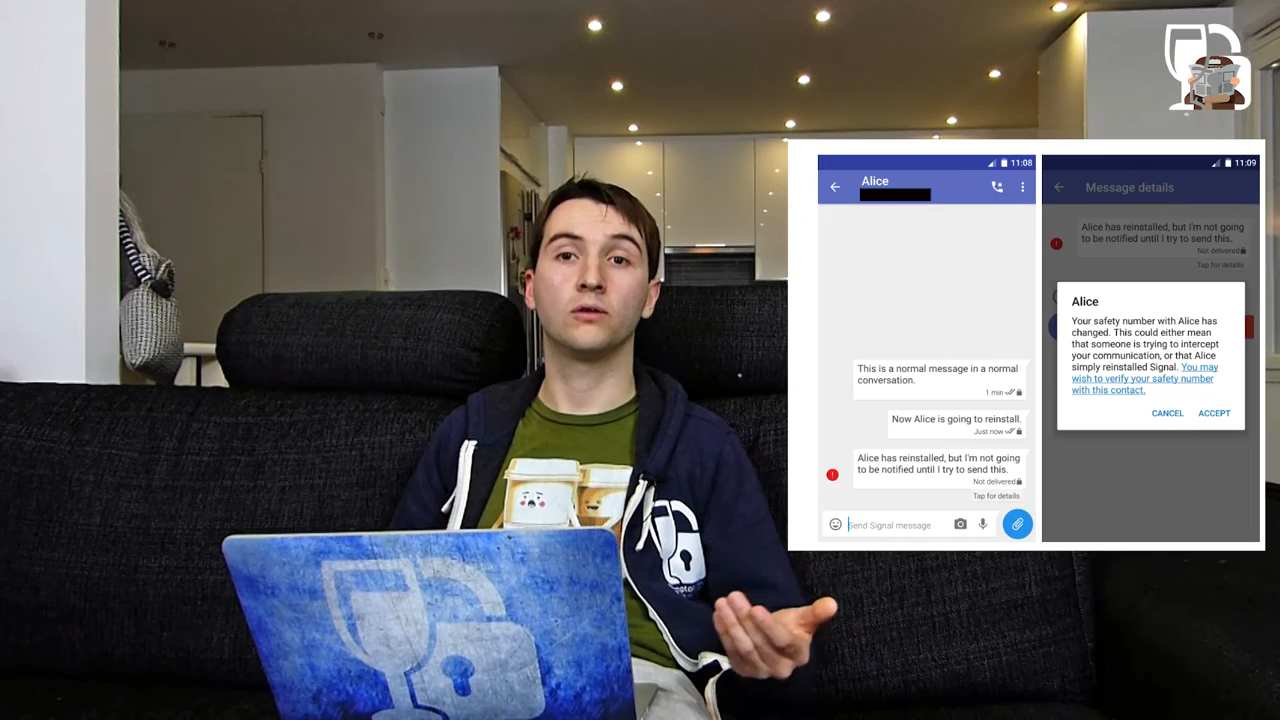 11:08
Alice
This is a normal message in a normal
conversation.
1 min
Now Alice is going to reinstall.
Just now
Alice has reinstalled, but I'm not going
to be notified until I try to send this.
Not delivered
Tap for details
Send Signal message
11:09
Message details
Alice has reinstalled, but I'm not going
to be notified until I try to send this.
Not delivered
Tap for details
Alice
Your safety number with Alice has
changed. This could either mean
that someone is trying to intercept
your communication, or that Alice
simply reinstalled Signal. You may
wish to verify your safety number
with this contact.
CANCEL ACCEPT